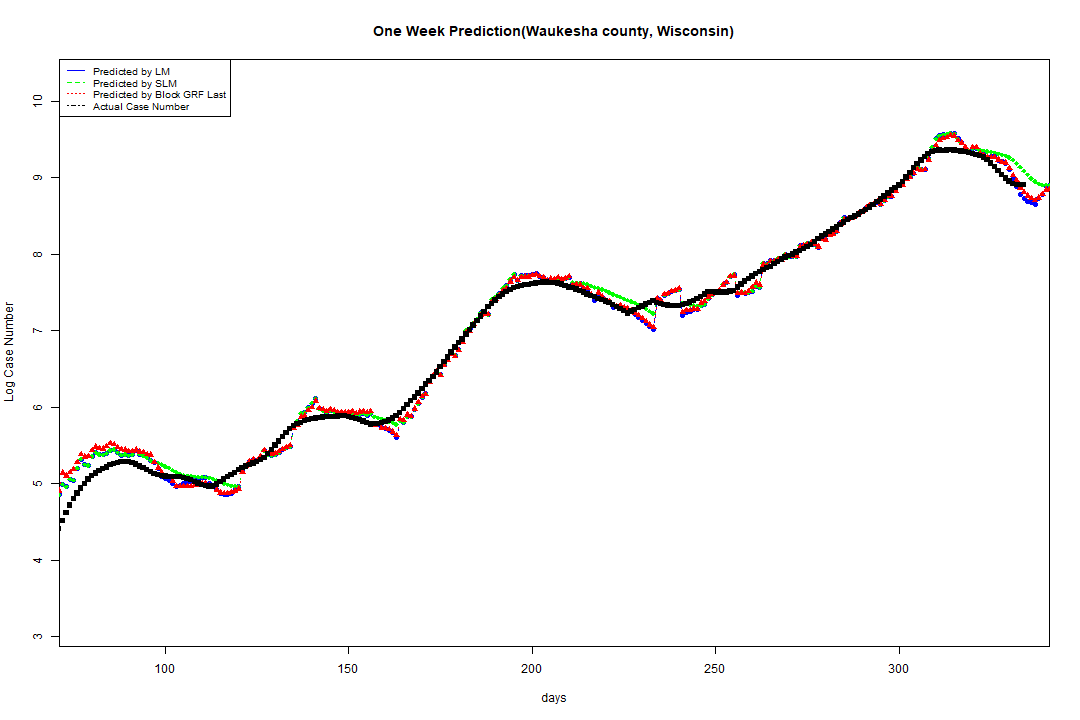 One Week Prediction(Waukesha county, Wisconsin)
Predicted by LM
Predicted by SLM
Predicted by Block GRF Last
Actual Case Number
10
9
8
7
6
5
4
3
Log Case Number
100 150 200 250 300
days